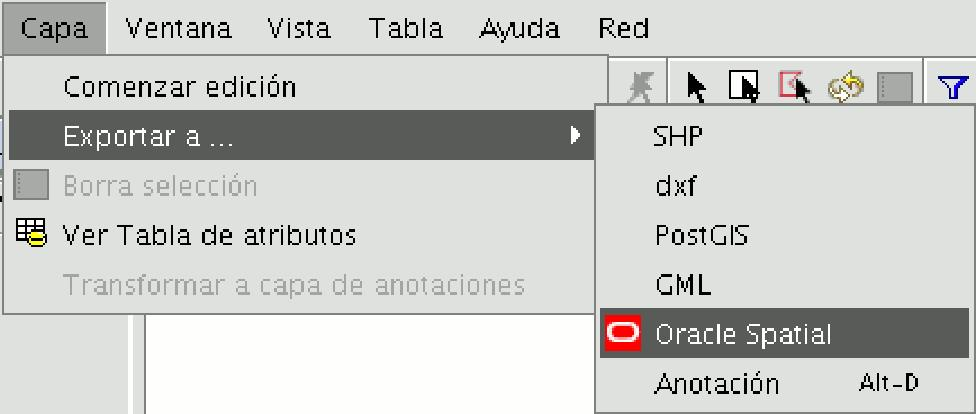 Capa Ventana Vista Tabla Ayuda Red
Comenzar edición
Exportar a ...
Borra selección
Ver Tabla de atributos
Transformar a capa de anotaciones
SHP
dxf
PostGIS
GML
Oracle Spatial
Anotación Alt-D